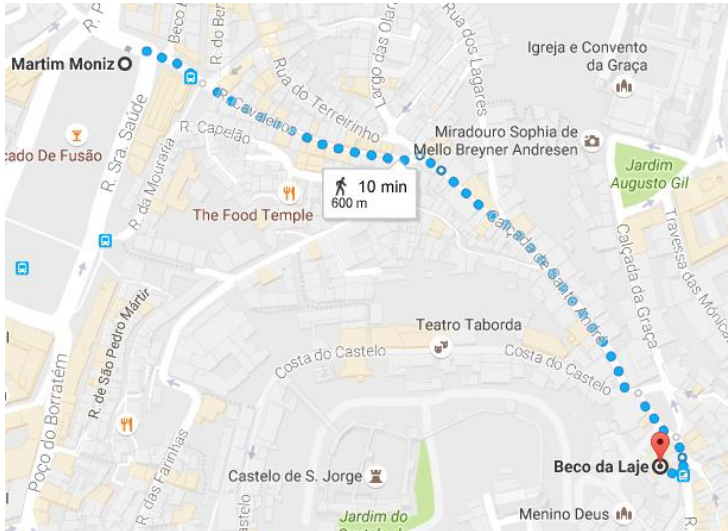 Martim Moniz
Beco
R. do Ber
Largo das Olar
Rua dos Lagares
Igreja e Convento
da Graça
R. Cavaleiros
Rua do Terreirinho
R. Capelão
R. Sra. Saúde
R. da Mouraria
cado De Fusão
Miradouro Sophia de
Mello Breyner Andresen
Jardim
Augusto Gil
10 min
600 m
The Food Temple
Calçada de Santo André
Calçada da Graça
Travessa das Mónicas
Teatro Taborda
Costa do Castelo
Costa do Castelo
R. de São Pedro Mártir
Poço do Borratém
R. das Farinhas
Castelo de S. Jorge
Beco da Laje
Menino Deus
Jardim do
R.